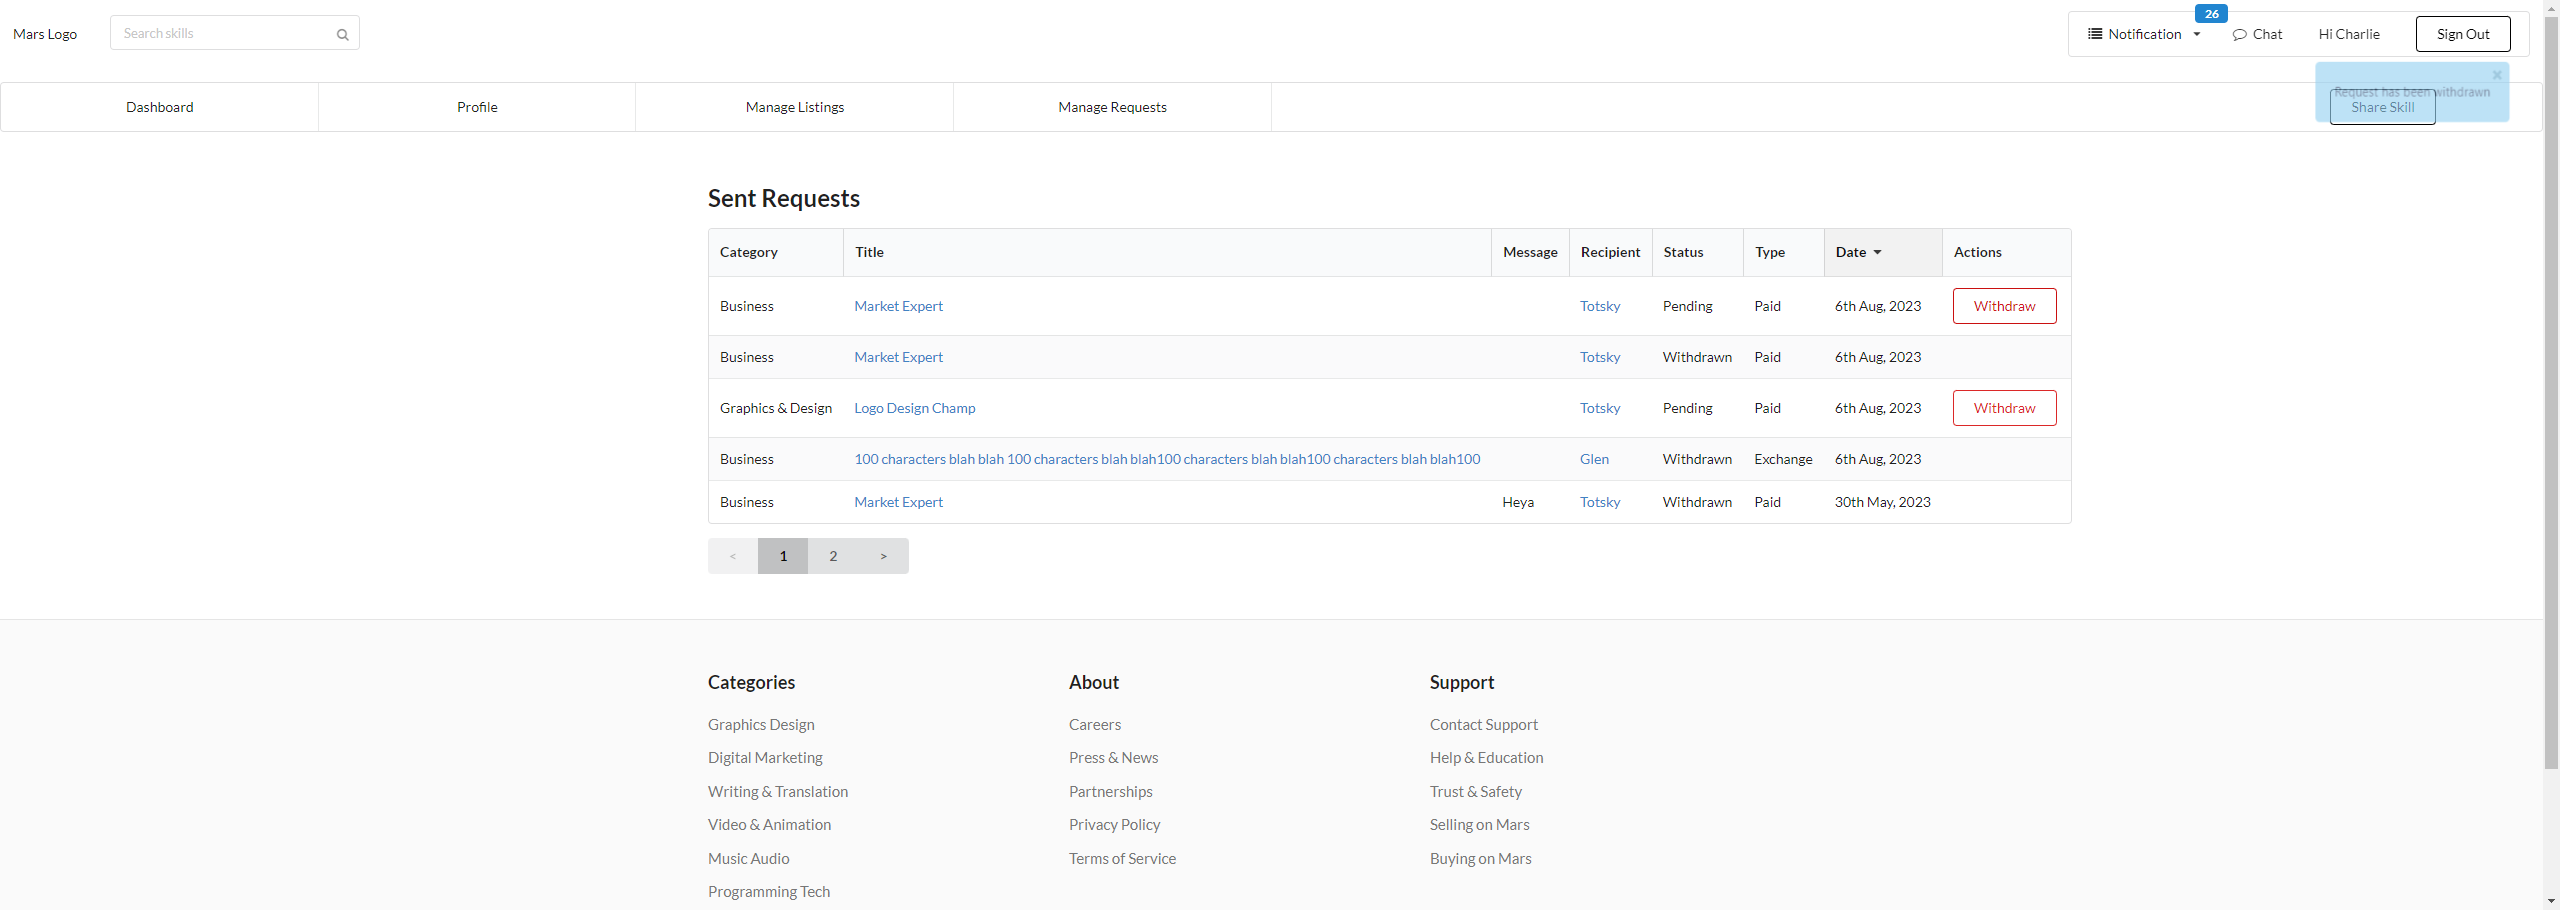 26
Mars Logo Search skills Notification Chat Hi Charlie Sign Out
Request has been withdrawn
Dashboard Profile Manage Listings Manage Requests Share Skill
Sent Requests
Category Title Message Recipient Status Type Date Actions
Business Market Expert Totsky Pending Paid 6th Aug, 2023 Withdraw
Business Market Expert Totsky Withdrawn Paid 6th Aug, 2023
Graphics & Design Logo Design Champ Totsky Pending Paid 6th Aug, 2023 Withdraw
Business 100 characters blah blah 100 characters blah blah100 characters blah blah100 characters blah blah100 Glen Withdrawn Exchange 6th Aug, 2023
Business Market Expert Heya Totsky Withdrawn Paid 30th May, 2023
< 1 2 >
Categories About Support
Graphics Design Careers Contact Support
Digital Marketing Press & News Help & Education
Writing & Translation Partnerships Trust & Safety
Video & Animation Privacy Policy Selling on Mars
Music Audio Terms of Service Buying on Mars
Programming Tech